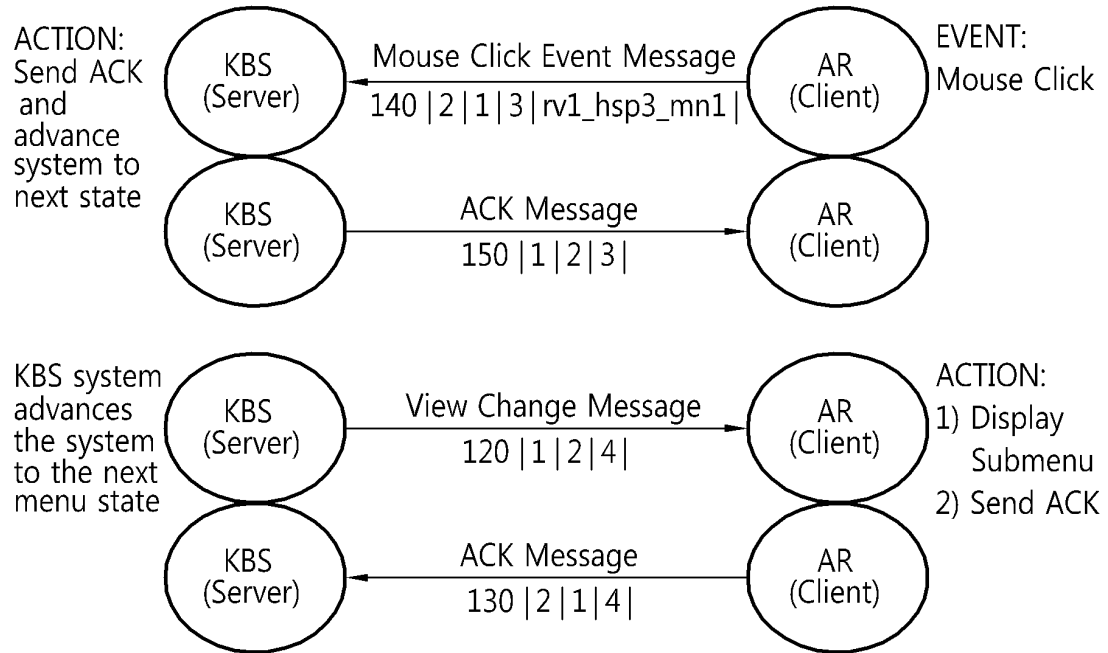 ACTION:
Send ACK
and
advance
system to
next state
KBS
(Server)
Mouse Click Event Message
140 | 2 | 1 | 3 | rv1_hsp3_mn1 |
AR
(Client)
EVENT:
Mouse Click
KBS
(Server)
ACK Message
150 | 1 | 2 | 3 |
AR
(Client)
KBS system
advances
the system
to the next
menu state
KBS
(Server)
View Change Message
120 | 1 | 2 | 4 |
AR
(Client)
ACTION:
1) Display
Submenu
2) Send ACK
KBS
(Server)
ACK Message
130 | 2 | 1 | 4 |
AR
(Client)